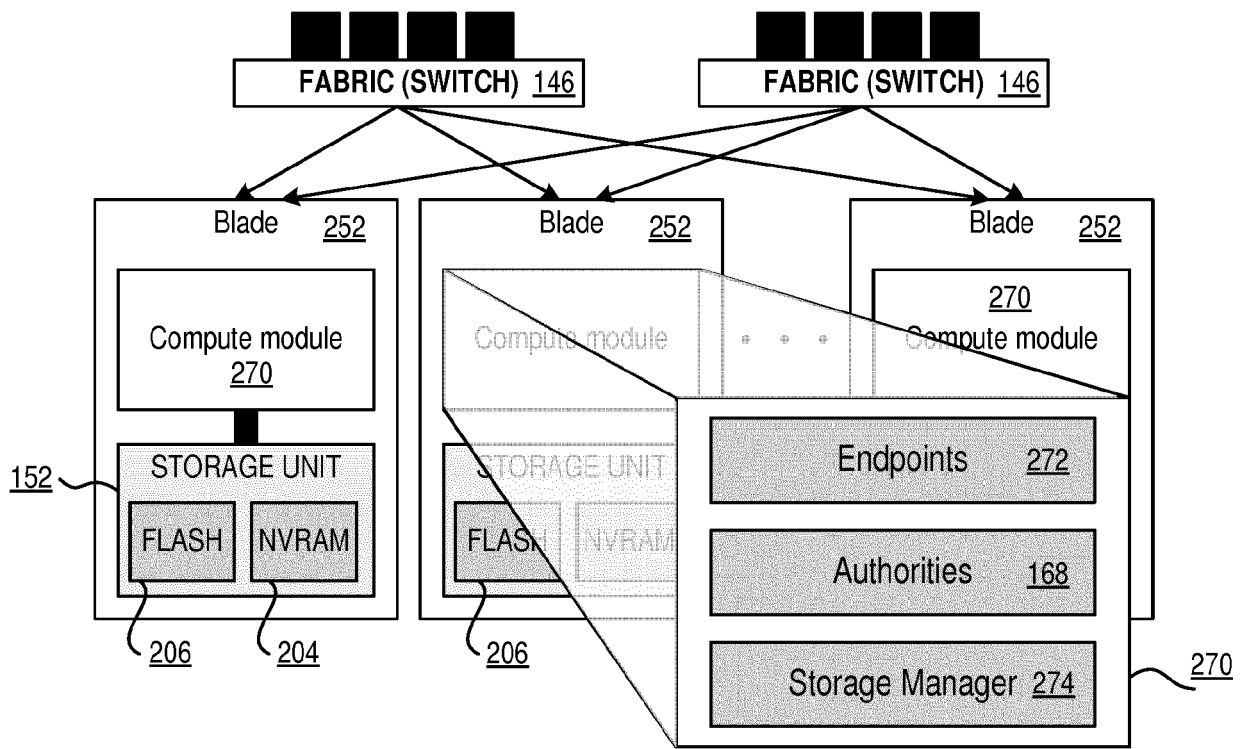 FABRIC (SWITCH) 146
FABRIC (SWITCH) 146
Blade 252
Blade 252
Blade 252
Compute module
270
Compute module
270
Compute module
STORAGE UNIT
152
FLASH
NVRAM
206
204
STORAGE UNIT
FLASH
NVRAM
206
Endpoints 272
Authorities 168
Storage Manager 274
270